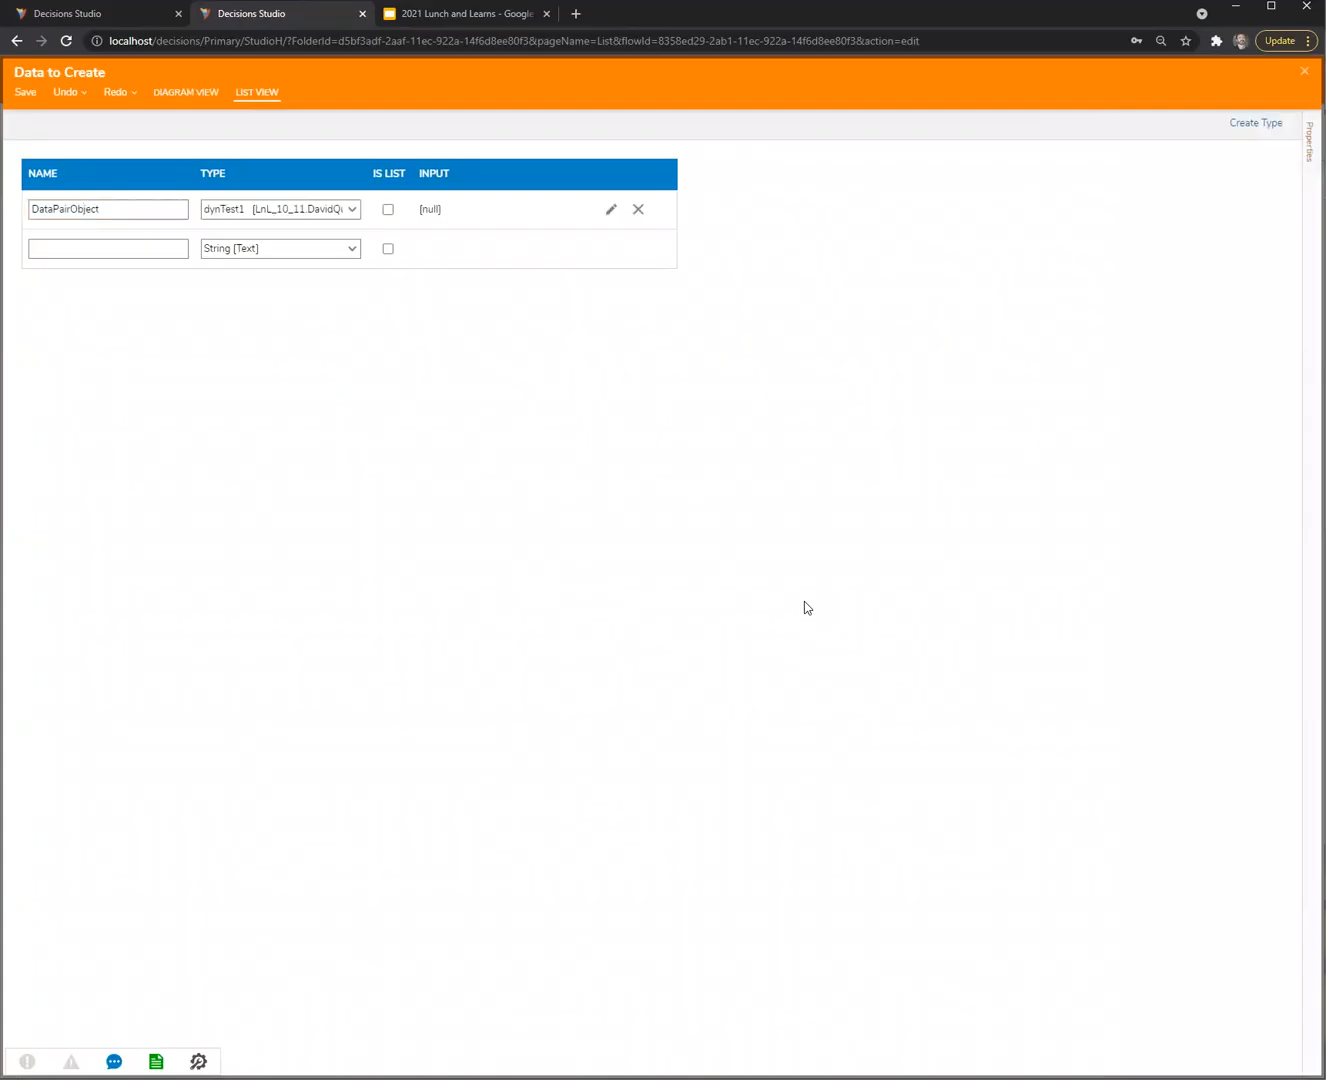 Decisions Studio
Decisions Studio
2021 Lunch and Learns - Google
localhost/decisions/Primary/StudioH/?FolderId=d5bf3adf-2aaf-11ec-922a-14f6d8ee80f3&pageName=List&flowId=8358ed29-2ab1-11ec-922a-14f6d8ee80f3&action=edit
Update
Data to Create
Save Undo Redo DIAGRAM VIEW LIST VIEW
Create Type
Properties
NAME TYPE IS LIST INPUT
DataPairObject dynTest1 [LnL_10_11.DavidQu [null]
String [Text]